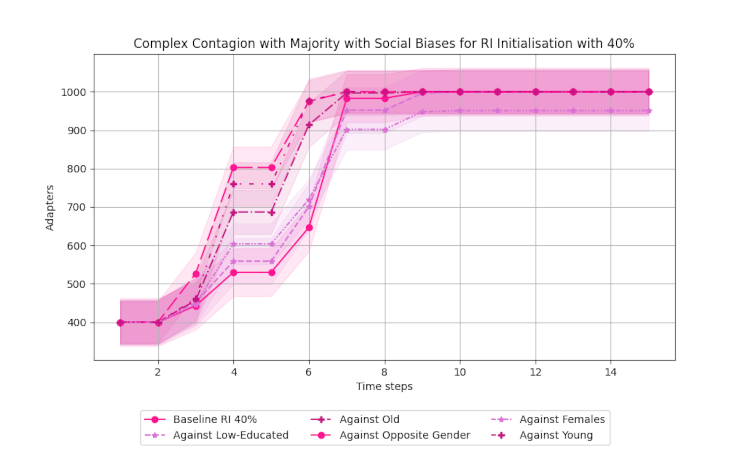 Complex Contagion with Majority with Social Biases for RI Initialisation with 40%
1000
900
800
700
600
500
400
Adapters
2 4 6 8 10 12 14
Time steps
Baseline RI 40% Against Old Against Females
Against Low-Educated Against Opposite Gender Against Young